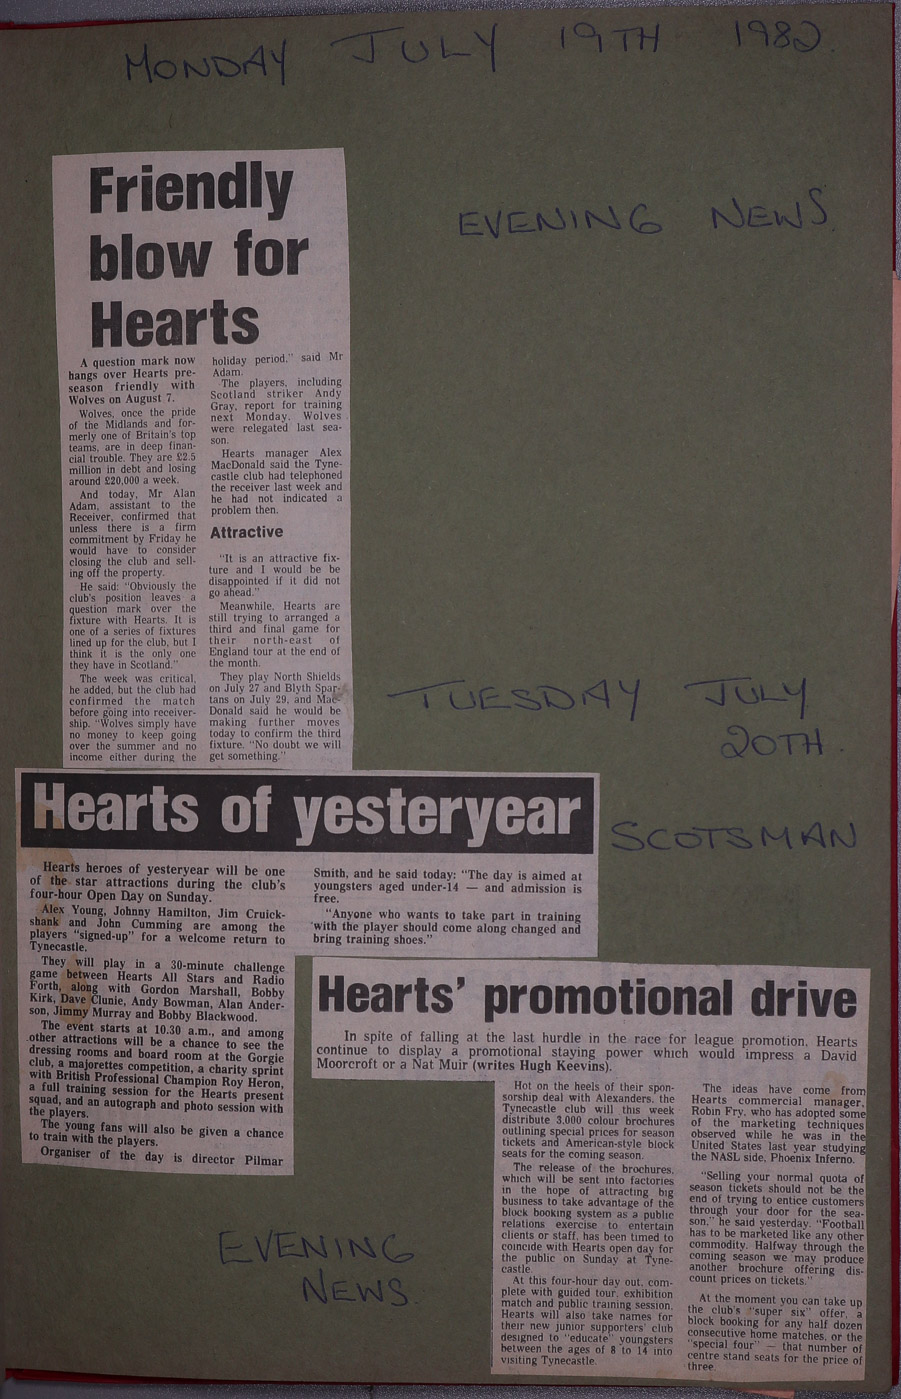 MONDAY JULY 19TH 1982.
EVENING NEWS.
Friendly
blow for
Hearts
A question mark now
hangs over Hearts pre-
season friendly with
Wolves on August 7.
Wolves, once the pride
of the Midlands and for-
merly one of Britain's top
teams, are in deep finan-
cial trouble. They are £2.5
million in debt and losing
around £20,000 a week.
And today, Mr Alan
Adam, assistant to the
Receiver, confirmed that
unless there is a firm
commitment by Friday he
would have to consider
closing the club and sell-
ing off the property.
He said: "Obviously the
club's position leaves a
question mark over the
fixture with Hearts. It is
one of a series of fixtures
lined up for the club, but I
think it is the only one
they have in Scotland."
The week was critical,
he added, but the club had
confirmed the match
before going into receiver-
ship. "Wolves simply have
no money to keep going
over the summer and no
income either during the
holiday period," said Mr
Adam.
The players, including
Scotland striker Andy
Gray, report for training
next Monday. Wolves
were relegated last sea-
son.
Hearts manager Alex
MacDonald said the Tyne-
castle club had telephoned
the receiver last week and
he had not indicated a
problem then.
Attractive
"It is an attractive fix-
ture and I would be be
disappointed if it did not
go ahead."
Meanwhile, Hearts are
still trying to arranged a
third and final game for
their north-east of
England tour at the end of
the month.
They play North Shields
on July 27 and Blyth Spar-
tans on July 29, and Mac-
Donald said he would be
making further moves
today to confirm the third
fixture. "No doubt we will
get something."
TUESDAY JULY
20TH.
SCOTSMAN
Hearts of yesteryear
Hearts heroes of yesteryear will be one
of the star attractions during the club's
four-hour Open Day on Sunday.
Alex Young, Johnny Hamilton, Jim Cruick-
shank and John Cumming are among the
players "signed-up" for a welcome return to
Tynecastle.
They will play in a 30-minute challenge
game between Hearts All Stars and Radio
Forth, along with Gordon Marshall, Bobby
Kirk, Dave Clunie, Andy Bowman, Alan Ander-
son, Jimmy Murray and Bobby Blackwood.
The event starts at 10.30 a.m., and among
other attractions will be a chance to see the
dressing rooms and board room at the Gorgie
club, a majorettes competition, a charity sprint
with British Professional Champion Roy Heron,
a full training session for the Hearts present
squad, and an autograph and photo session with
the players.
The young fans will also be given a chance
to train with the players.
Organiser of the day is director Pilmar
Smith, and he said today: "The day is aimed at
youngsters aged under-14 — and admission is
free.
"Anyone who wants to take part in training
with the player should come along changed and
bring training shoes."
EVENING
NEWS.
Hearts' promotional drive
In spite of falling at the last hurdle in the race for league promotion, Hearts
continue to display a promotional staying power which would impress a David
Moorcroft or a Nat Muir (writes Hugh Keevins).
Hot on the heels of their spon-
sorship deal with Alexanders, the
Tynecastle club will this week
distribute 3,000 colour brochures
outlining special prices for season
tickets and American-style block
seats for the coming season.
The release of the brochures,
which will be sent into factories
in the hope of attracting big
business to take advantage of the
block booking system as a public
relations exercise to entertain
clients or staff, has been timed to
coincide with Hearts open day for
the public on Sunday at Tyne-
castle.
At this four-hour day out, com-
plete with guided tour, exhibition
match and public training session,
Hearts will also take names for
their new junior supporters' club
designed to "educate" youngsters
between the ages of 8 to 14 into
visiting Tynecastle.
The ideas have come from
Hearts commercial manager,
Robin Fry, who has adopted some
of the marketing techniques
observed while he was in the
United States last year studying
the NASL side, Phoenix Inferno.
"Selling your normal quota of
season tickets should not be the
end of trying to entice customers
through your door for the sea-
son," he said yesterday. "Football
has to be marketed like any other
commodity. Halfway through the
coming season we may produce
another brochure offering dis-
count prices on tickets."
At the moment you can take up
the club's "super six" offer, a
block booking for any half dozen
consecutive home matches, or the
"special four" — that number of
centre stand seats for the price of
three.